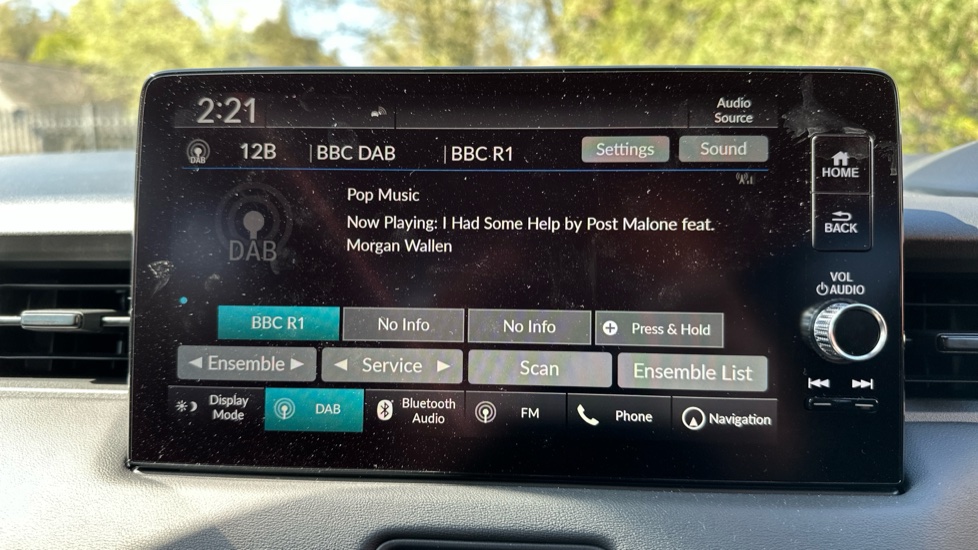 2:21
Audio
Source
DAB
12B
BBC DAB
BBC R1
Settings
Sound
HOME
BACK
Pop Music
Now Playing: I Had Some Help by Post Malone feat.
Morgan Wallen
DAB
VOL
AUDIO
BBC R1
No Info
No Info
Press & Hold
Ensemble
Service
Scan
Ensemble List
Display
Mode
DAB
Bluetooth
Audio
FM
Phone
Navigation